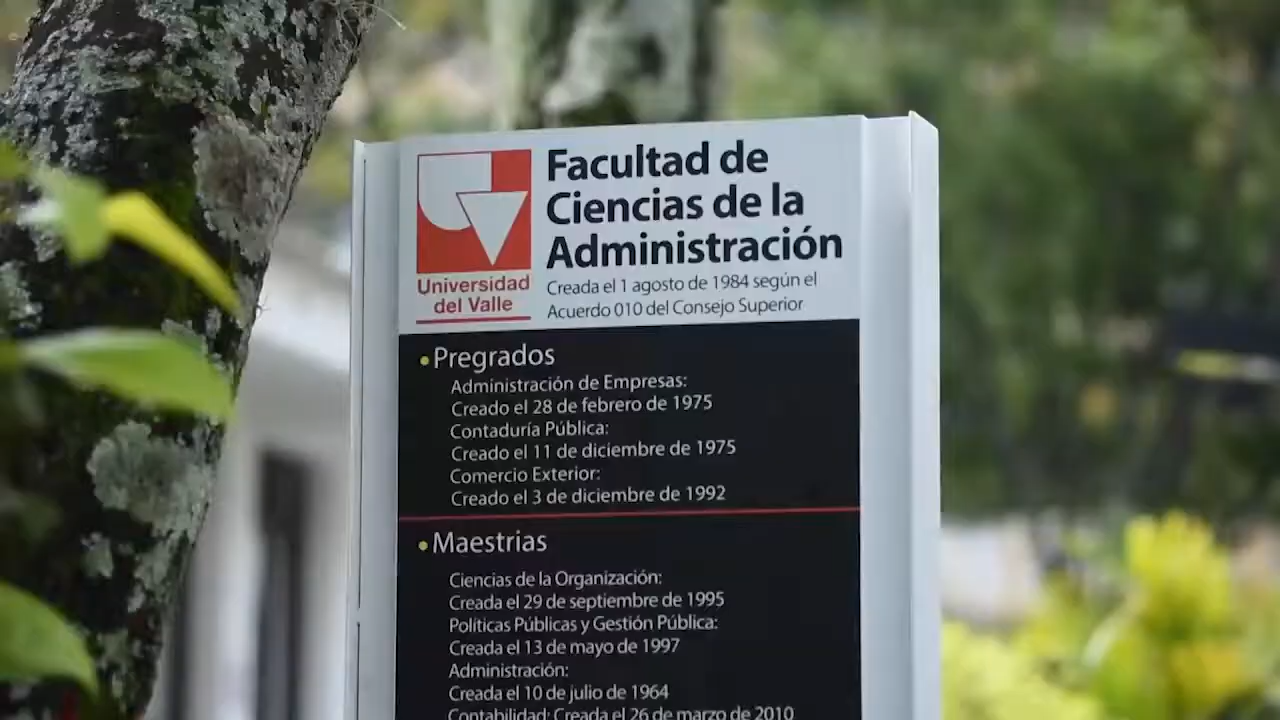 Universidad
del Valle
Facultad de
Ciencias de la
Administración
Creada el 1 agosto de 1984 según el
Acuerdo 010 del Consejo Superior
• Pregrados
Administración de Empresas:
Creado el 28 de febrero de 1975
Contaduría Pública:
Creado el 11 de diciembre de 1975
Comercio Exterior:
Creado el 3 de diciembre de 1992
• Maestrias
Ciencias de la Organización:
Creada el 29 de septiembre de 1995
Políticas Públicas y Gestión Pública:
Creada el 13 de mayo de 1997
Administración:
Creada el 10 de julio de 1964
Contabilidad: Creada el 26 de marzo de 2010